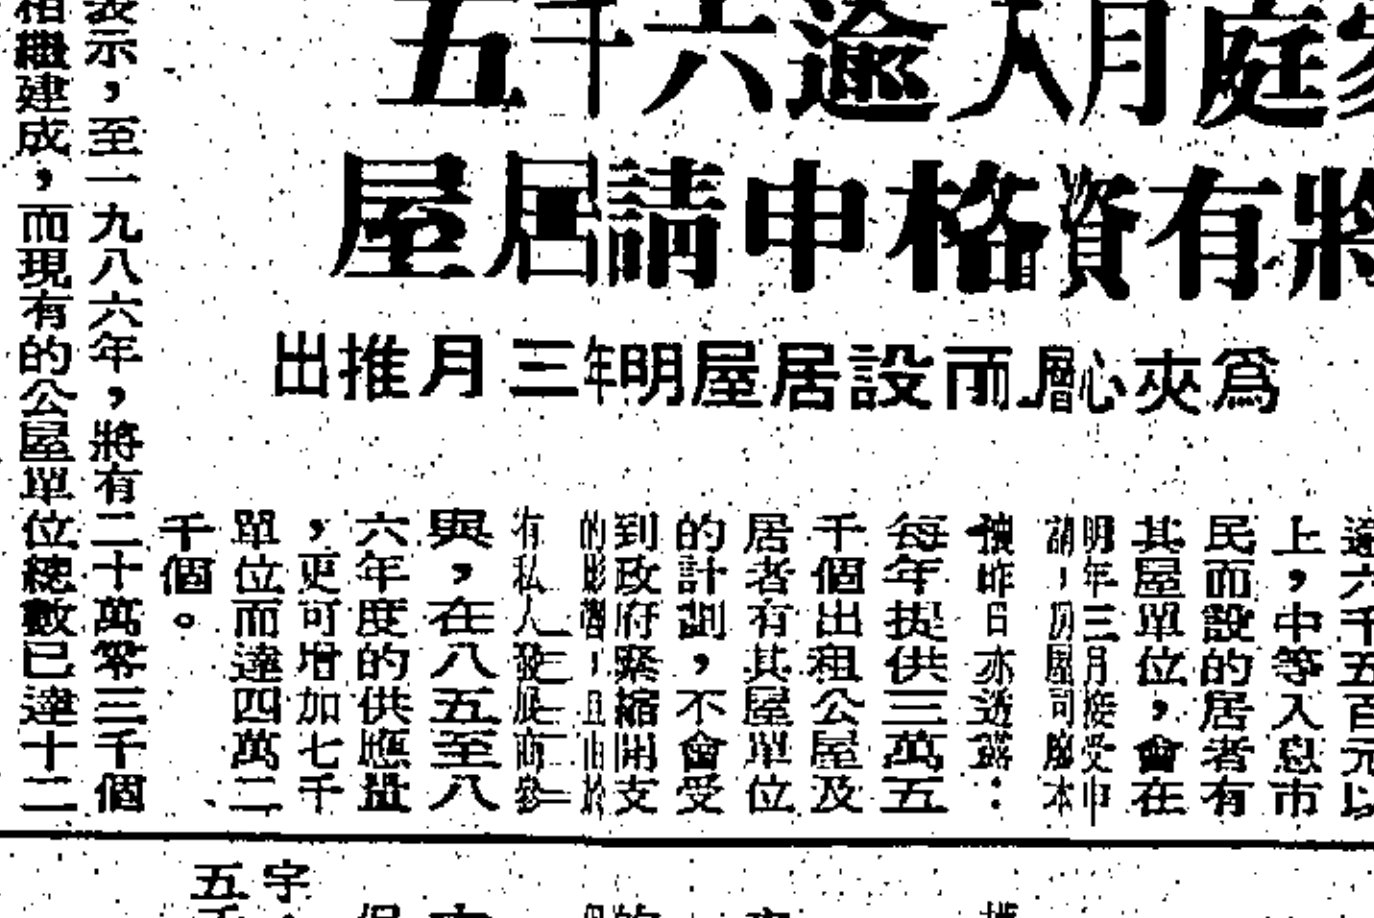 家庭月入逾六千五
將有資格申請居屋
爲夾心層而設居屋明年三月推出
逾六千五百元以
上，中等入息市
民而設的居者有
其屋單位，會在
明年三月接受申
請，房屋司廖本
懷昨日亦透露：
每年提供三萬五
千個出租公屋及
居者有其屋單位
的計劃，不會受
到政府緊縮開支
的影響，且由於
有私人發展商參
與，在八五至八
六年度的供應量
，更可增加七千
單位而達四萬二
千個。
表示，至一九八六年，將有二十萬零三千個
相繼建成，而現有的公屋單位總數已達十二
字
五千